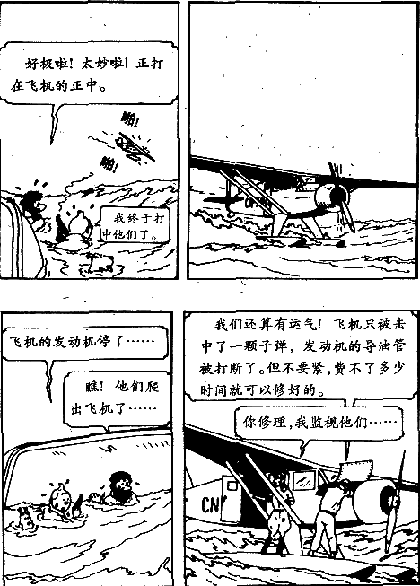 好极啦！太妙啦！正打
在飞机的正中。
啪！
啪！
我终于打
中他们了。
飞机的发动机停了……
瞧！他们爬
出飞机了……
我们还算有运气！飞机只被击
中了一颗子弹，发动机的导油管
被打断了。但不要紧，费不了多少
时间就可以修好的。
你修理，我监视他们……
CN